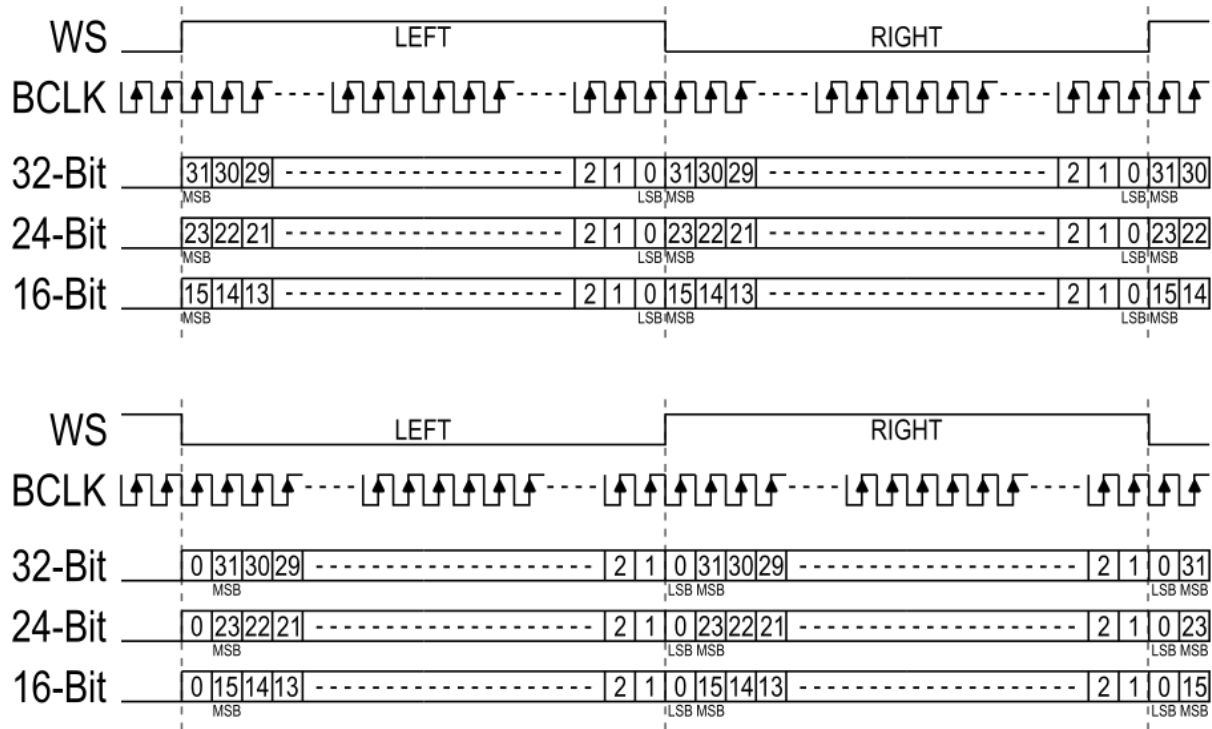 WS LEFT RIGHT
BCLK
32-Bit 31 30 29 2 1 0 31 30 29 2 1 0 31 30
MSB LSB MSB LSB MSB
24-Bit 23 22 21 2 1 0 23 22 21 2 1 0 23 22
MSB LSB MSB LSB MSB
16-Bit 15 14 13 2 1 0 15 14 13 2 1 0 15 14
MSB LSB MSB LSB MSB
WS LEFT RIGHT
BCLK
32-Bit 0 31 30 29 2 1 0 31 30 29 2 1 0 31
MSB LSB MSB LSB MSB
24-Bit 0 23 22 21 2 1 0 23 22 21 2 1 0 23
MSB LSB MSB LSB MSB
16-Bit 0 15 14 13 2 1 0 15 14 13 2 1 0 15
MSB LSB MSB LSB MSB